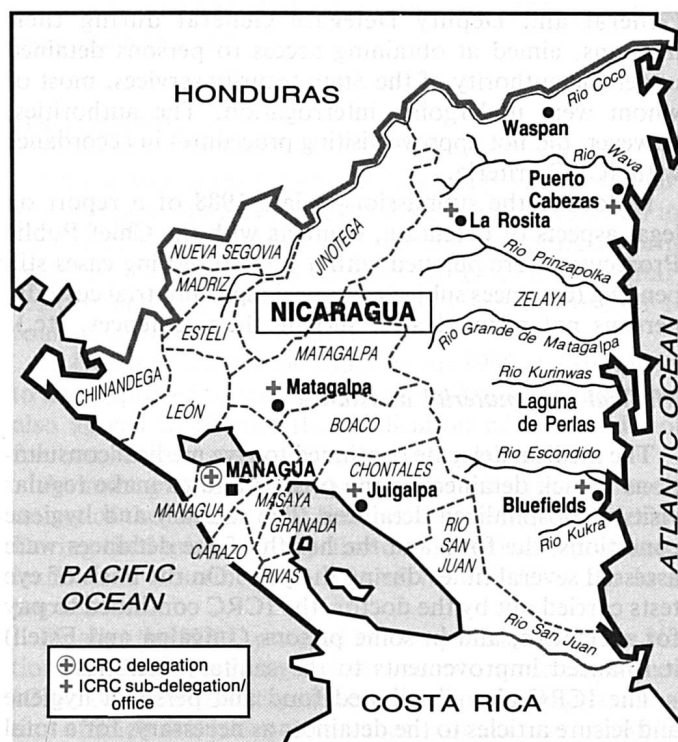 HONDURAS
Rio Coco
Waspan
Rio Wava
Puerto
Cabezas
La Rosita
Rio Prinzapolka
JINOTEGA
NUEVA SEGOVIA
MADRIZ
ZELAYA
NICARAGUA
ESTELI
Rio Grande de Matagalpa
MATAGALPA
CHINANDEGA
Rio Kurinwas
Matagalpa
LEÓN
Laguna
de Perlas
BOACO
Rio Escondido
MANAGUA
CHONTALES
Juigalpa
Bluefields
MANAGUA
MASAYA
GRANADA
Rio Kukra
CARAZO
RIO
SAN
JUAN
RIVAS
PACIFIC
OCEAN
ATLANTIC OCEAN
Rio San Juan
ICRC delegation
ICRC sub-delegation/
office
COSTA RICA